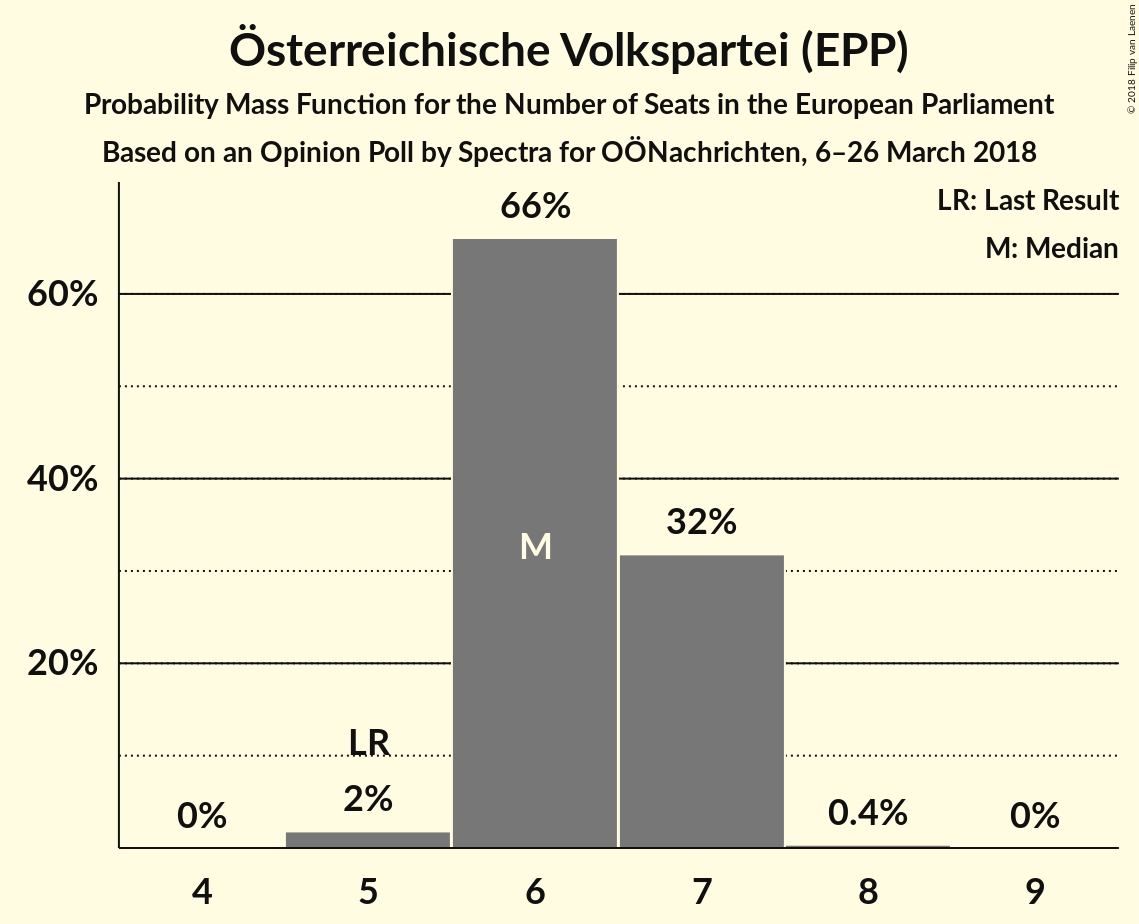 Österreichische Volkspartei (EPP)
Probability Mass Function for the Number of Seats in the European Parliament
Based on an Opinion Poll by Spectra for OÖNachrichten, 6–26 March 2018
© 2018 Filip van Laenen
LR: Last Result
M: Median
66%
60%
40%
32%
M
20%
LR
2%
0%
0.4%
0%
4 5 6 7 8 9